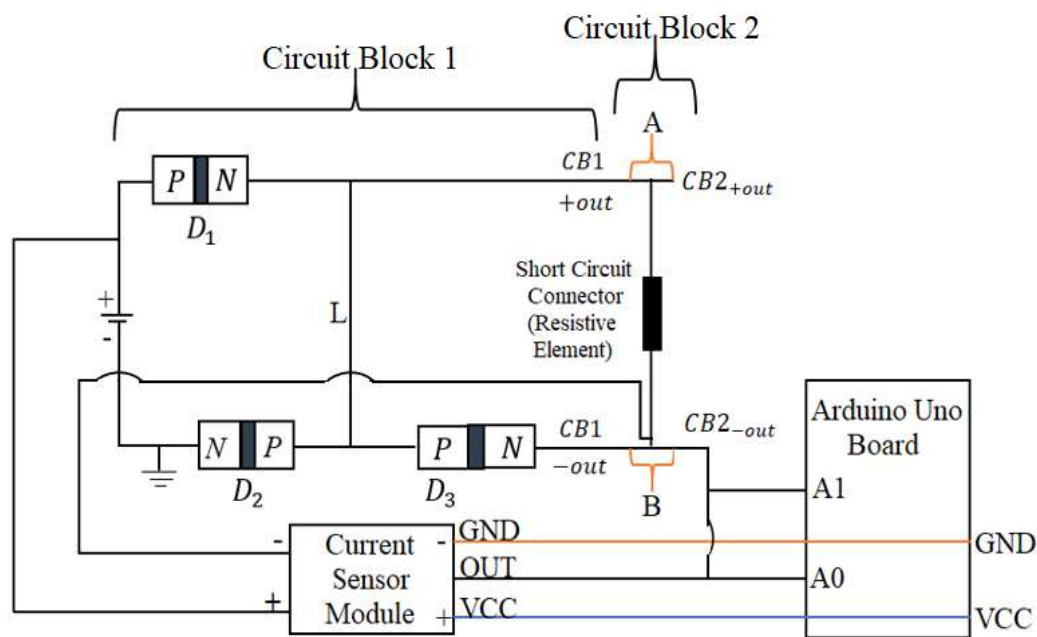 Circuit Block 1
Circuit Block 2
A
P N
D₁
CB1
+out
CB2₊out
+
-
L
Short Circuit
Connector
(Resistive
Element)
N P
D₂
P N
D₃
CB1
-out
CB2₋out
B
Arduino Uno
Board
A1
A0
GND
VCC
-
+
Current
Sensor
Module
-
+
GND
OUT
VCC